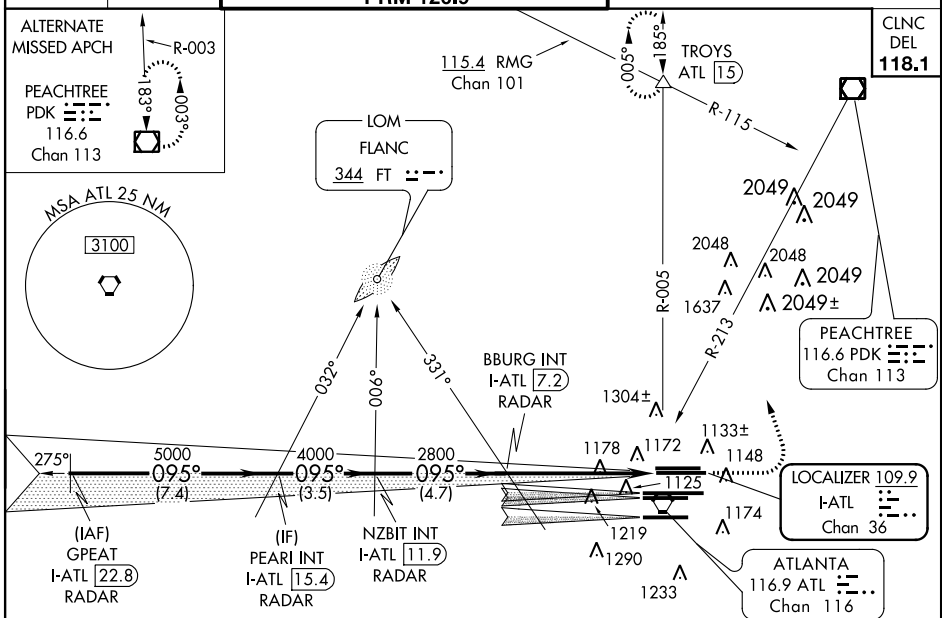 PRM 126.9
ALTERNATE
MISSED APCH
R-003
PEACHTREE
PDK
116.6
Chan 113
183°
003°
MSA ATL 25 NM
3100
LOM
FLANC
344 FT
115.4 RMG
Chan 101
005°
185°
TROYS
ATL 15
CLNC
DEL
118.1
R-115
2049
2049
2048
2048
2049
1637
2049±
R-005
R-213
PEACHTREE
116.6 PDK
Chan 113
032°
006°
331°
BBURG INT
I-ATL 7.2
RADAR
1304±
1178
1172
1133±
1148
1125
275°
5000
095°
(7.4)
4000
095°
(3.5)
2800
095°
(4.7)
LOCALIZER 109.9
I-ATL
Chan 36
1174
1219
1290
1233
(IAF)
GPEAT
I-ATL 22.8
RADAR
(IF)
PEARI INT
I-ATL 15.4
RADAR
NZBIT INT
I-ATL 11.9
RADAR
ATLANTA
116.9 ATL
Chan 116